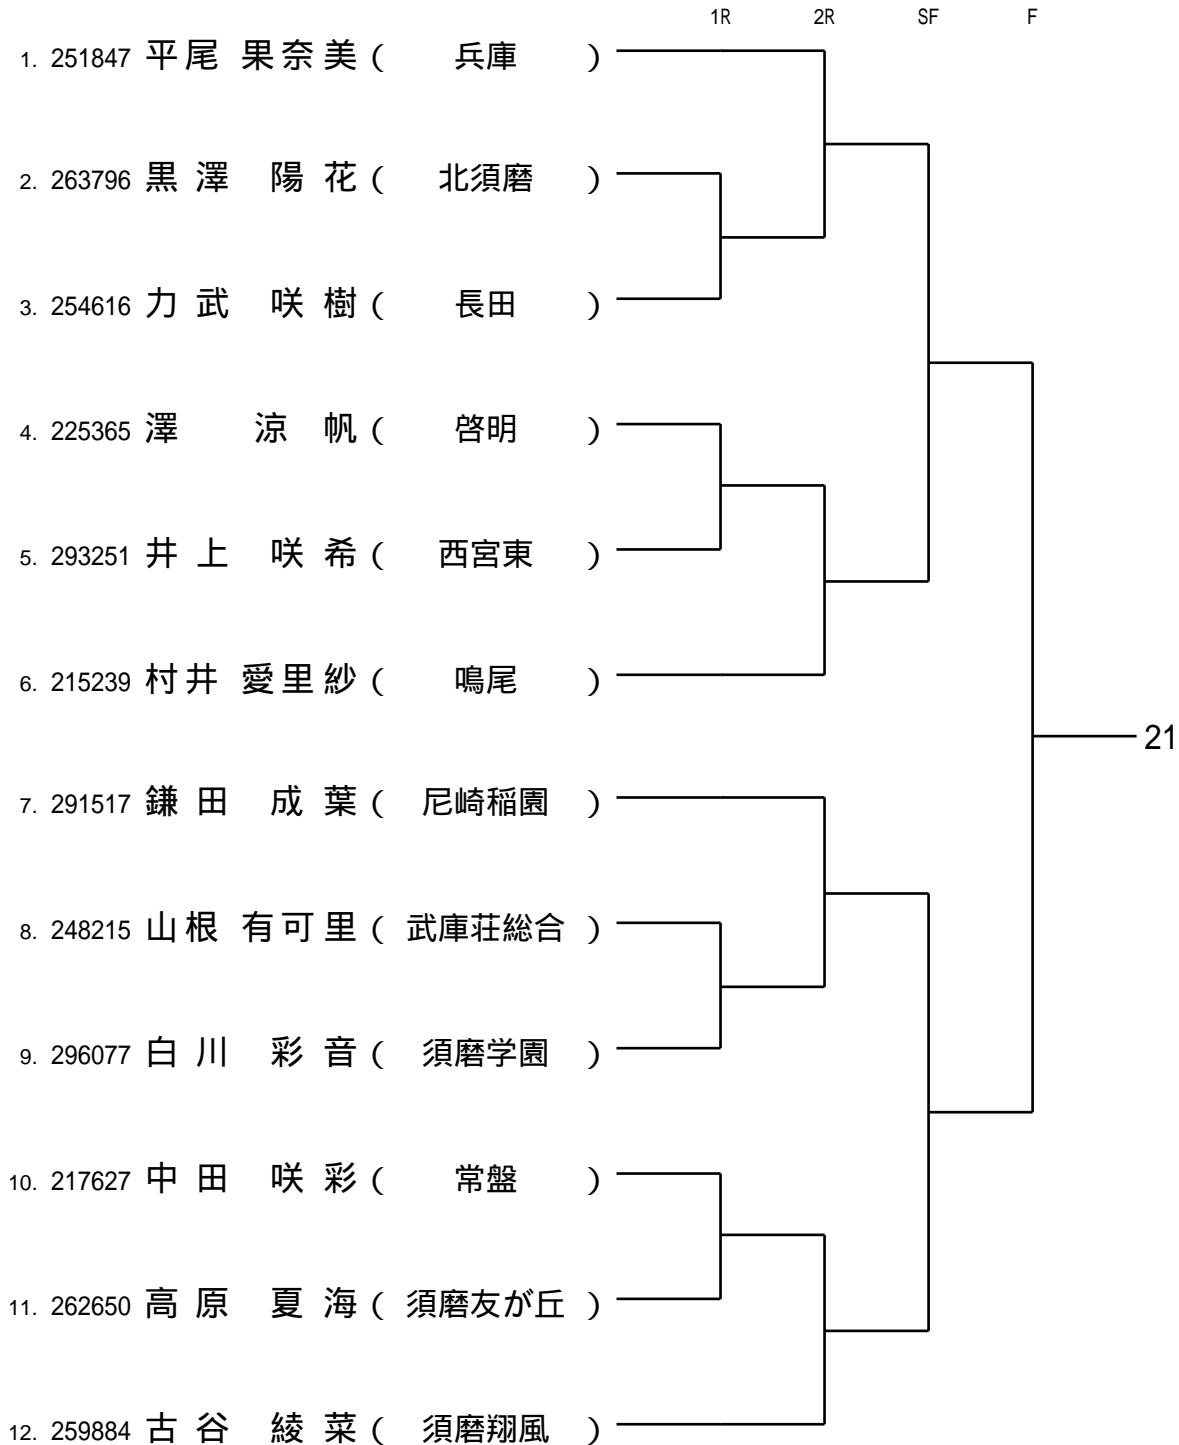 1R 2R SF F
1. 251847 平尾 果奈美 ( 兵庫 )
2. 263796 黒澤 陽花 ( 北須磨 )
3. 254616 力武 咲樹 ( 長田 )
4. 225365 澤 涼帆 ( 啓明 )
5. 293251 井上 咲希 ( 西宮東 )
6. 215239 村井 愛里紗 ( 鳴尾 )
21
7. 291517 鎌田 成葉 ( 尼崎稲園 )
8. 248215 山根 有可里 ( 武庫荘総合 )
9. 296077 白川 彩音 ( 須磨学園 )
10. 217627 中田 咲彩 ( 常盤 )
11. 262650 高原 夏海 ( 須磨友が丘 )
12. 259884 古谷 綾菜 ( 須磨翔風 )